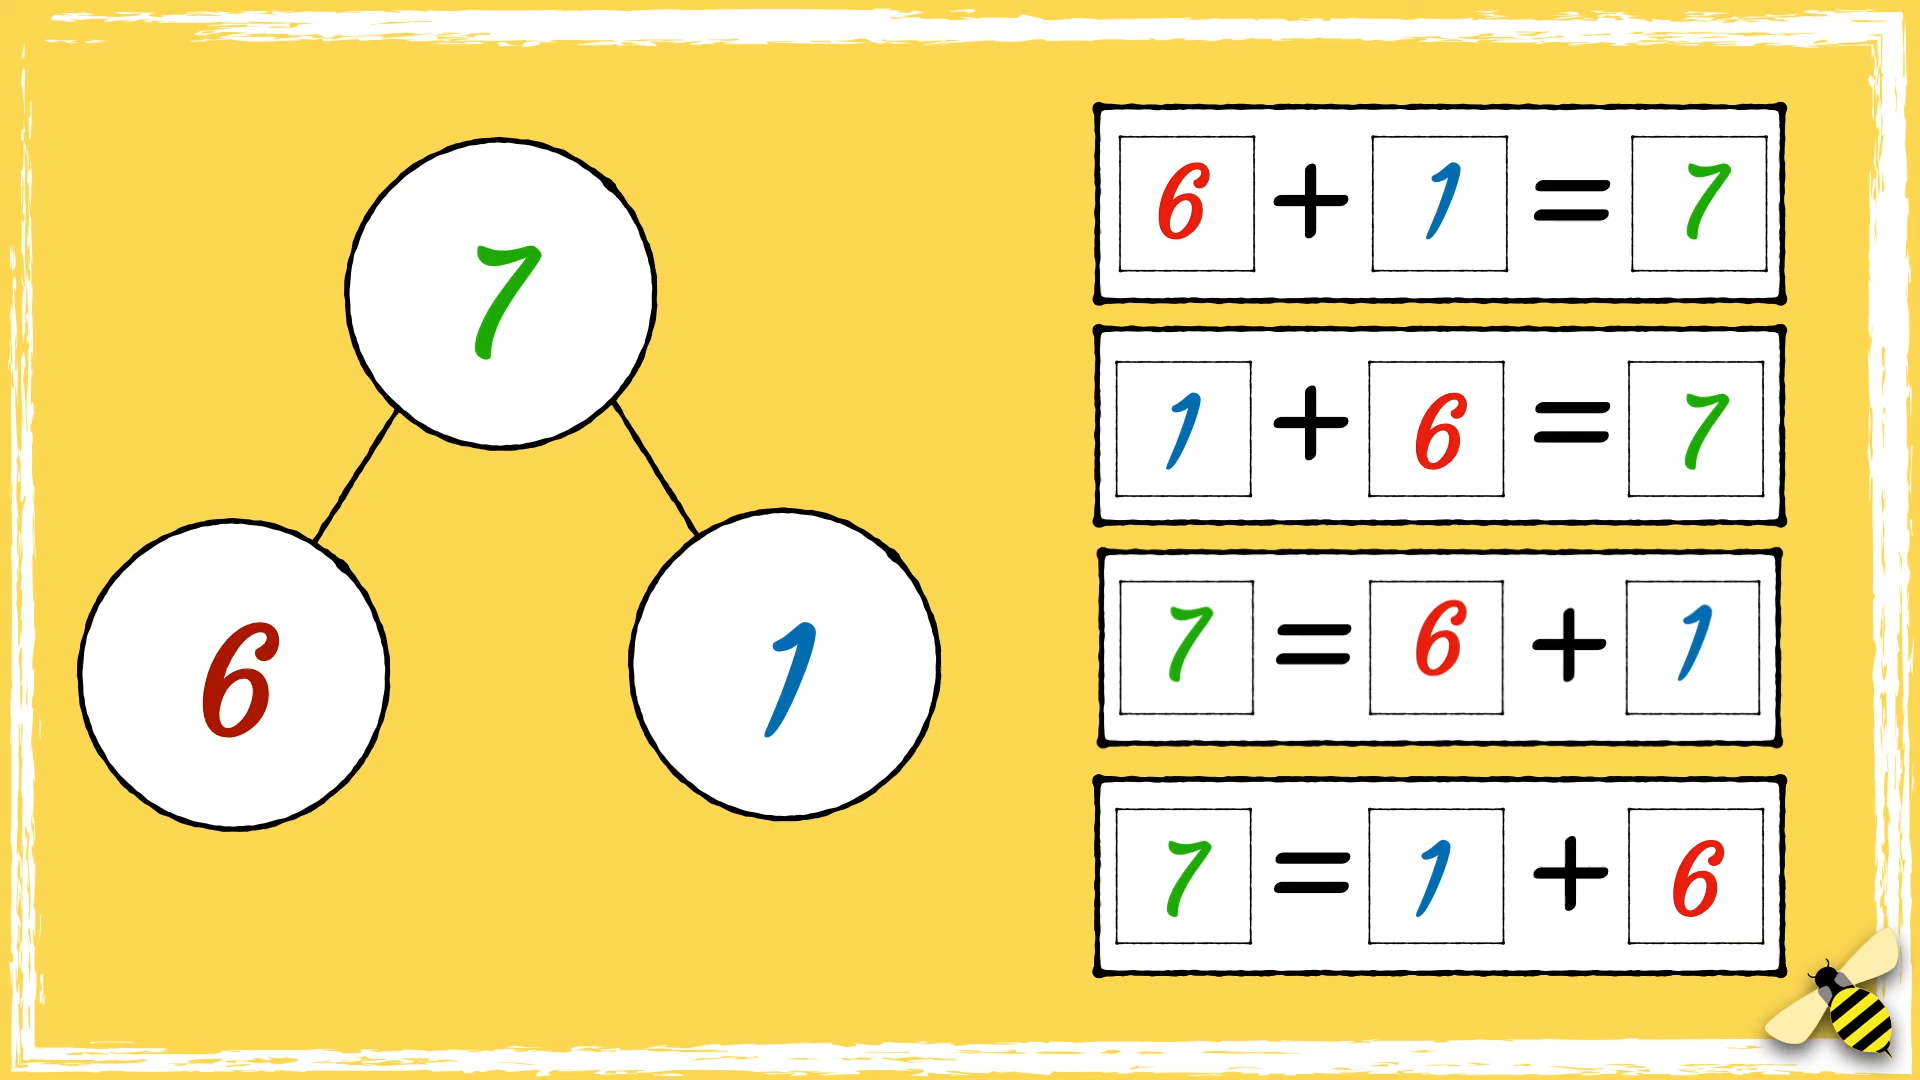 7
6 1
6 + 1 = 7
1 + 6 = 7
7 = 6 + 1
7 = 1 + 6